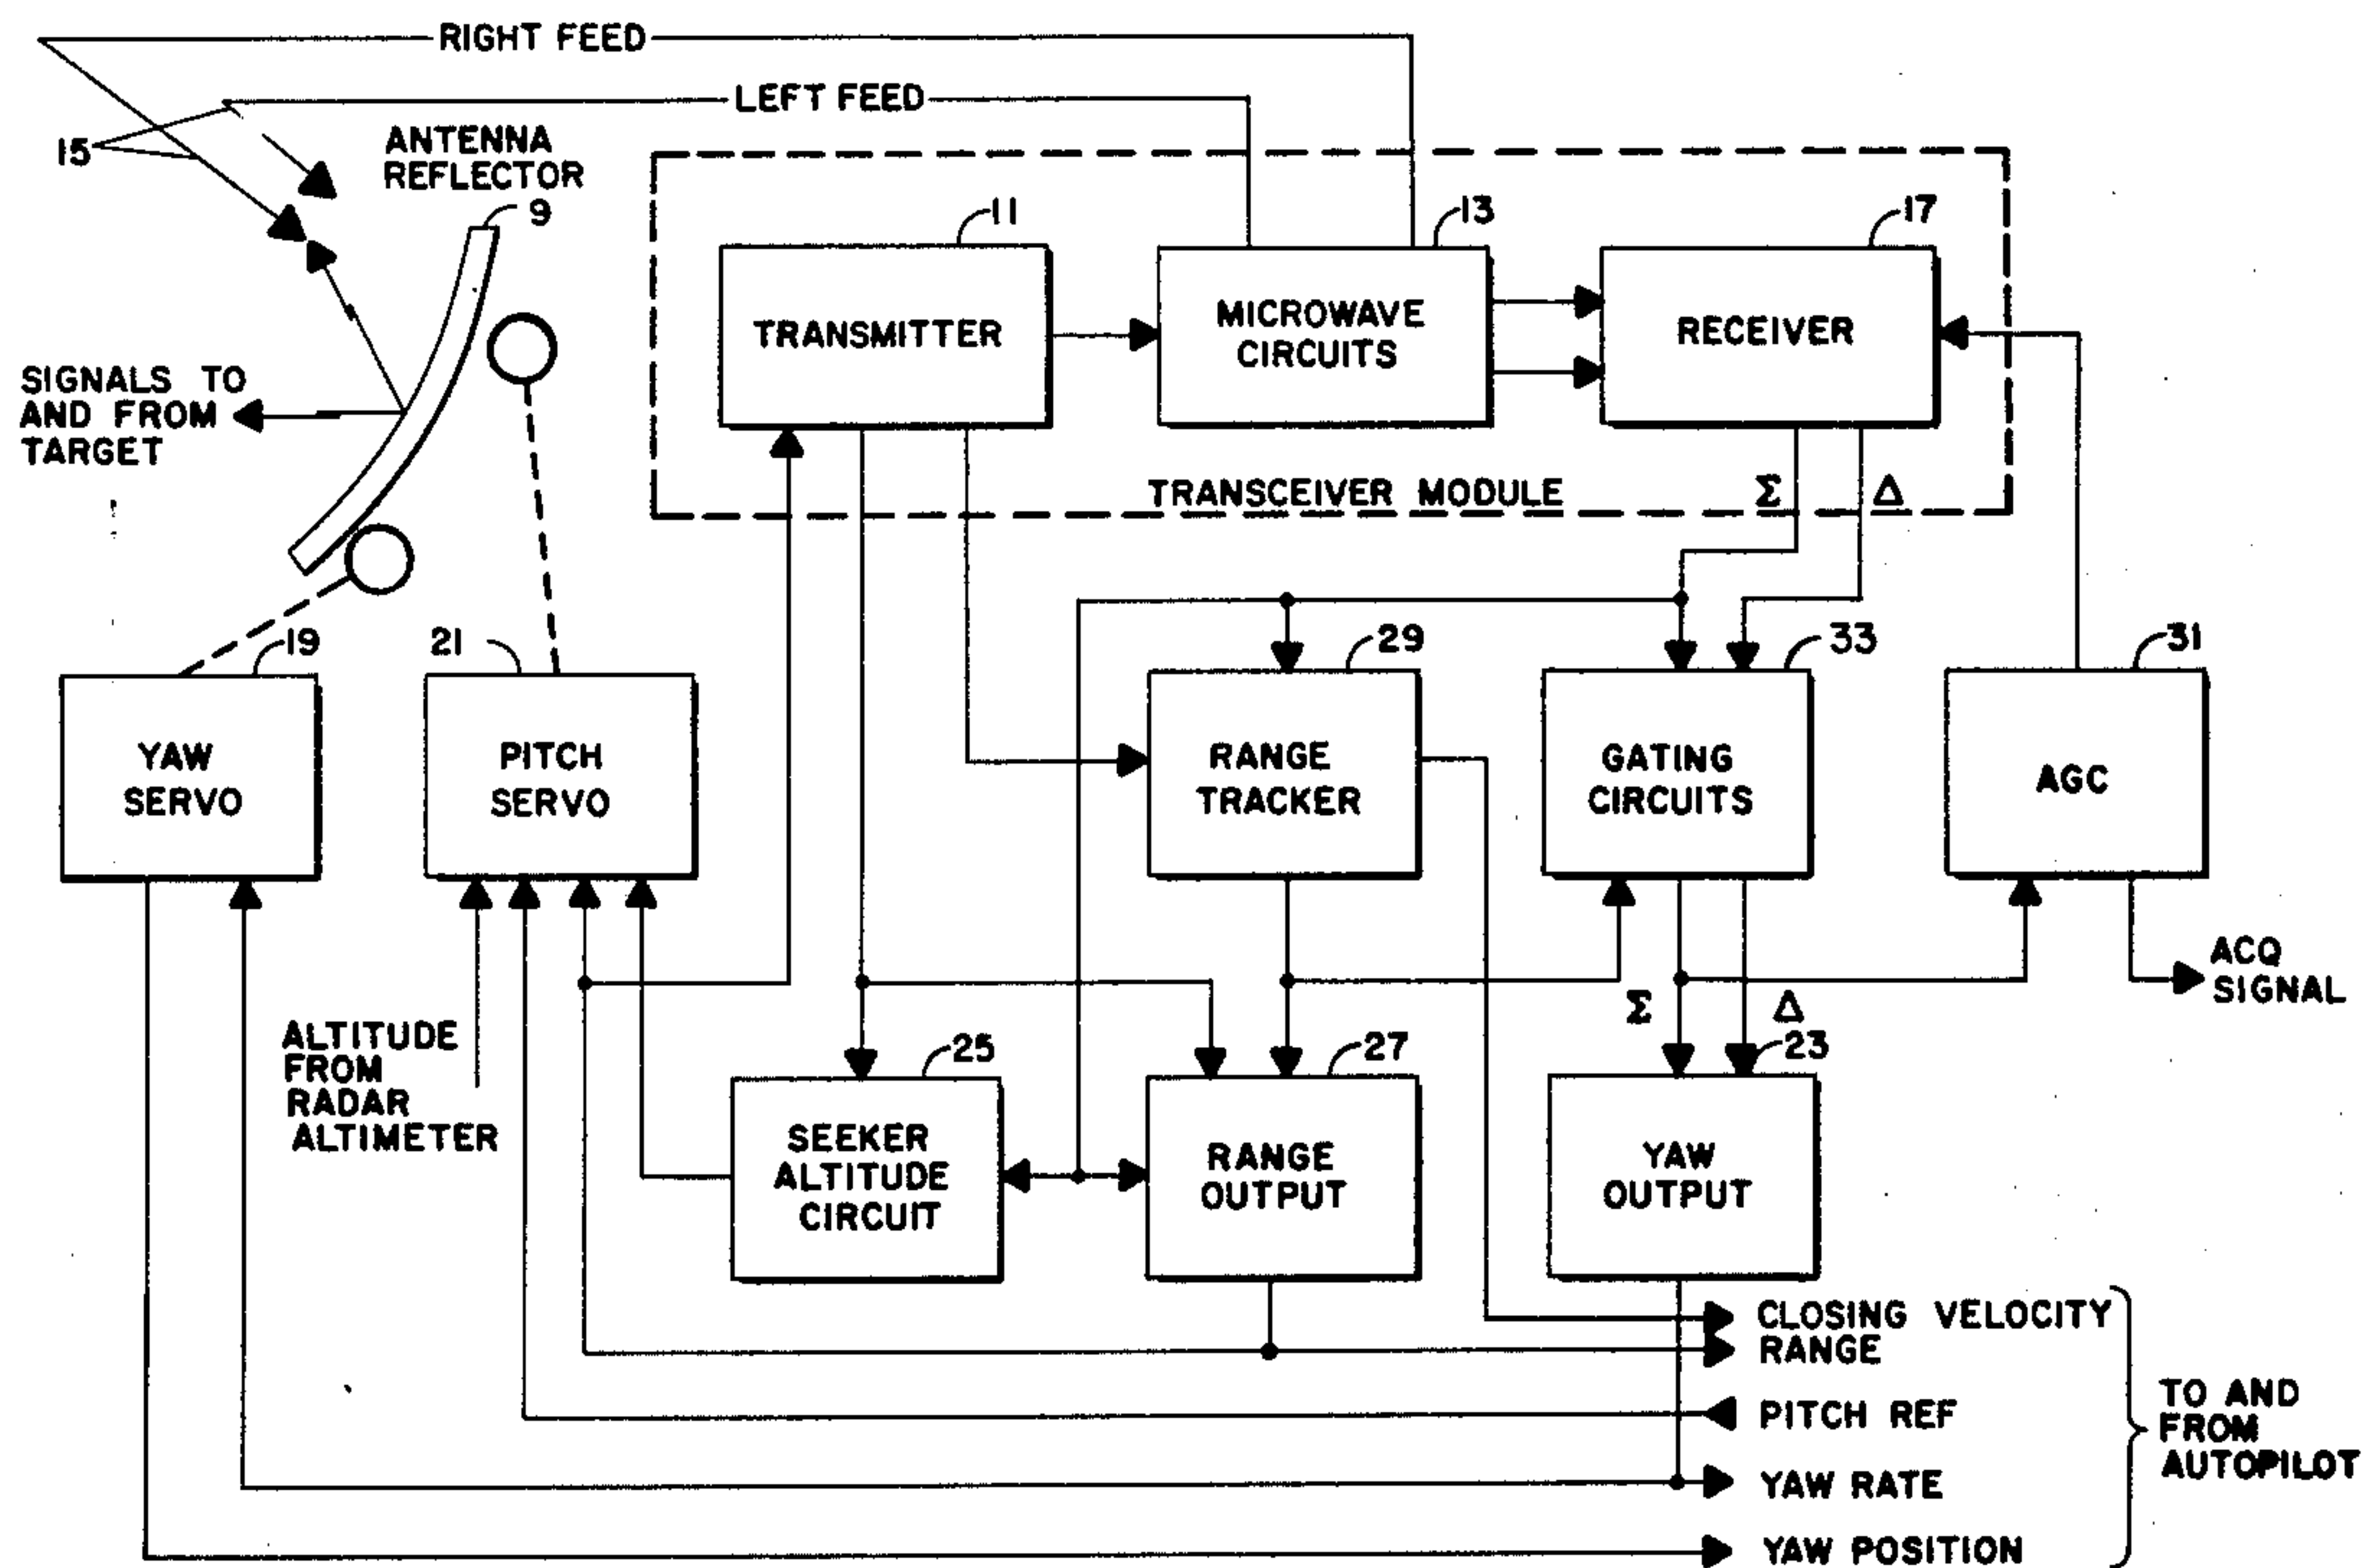 RIGHT FEED
LEFT FEED
15
ANTENNA
REFLECTOR
9
11
13
17
TRANSMITTER
MICROWAVE
CIRCUITS
RECEIVER
SIGNALS TO
AND FROM
TARGET
TRANSCEIVER MODULE
Σ
Δ
19
21
29
33
31
YAW
SERVO
PITCH
SERVO
RANGE
TRACKER
GATING
CIRCUITS
AGC
ACQ
SIGNAL
ALTITUDE
FROM
RADAR
ALTIMETER
Σ
Δ
25
27
23
SEEKER
ALTITUDE
CIRCUIT
RANGE
OUTPUT
YAW
OUTPUT
CLOSING VELOCITY
RANGE
PITCH REF
YAW RATE
YAW POSITION
TO AND
FROM
AUTOPILOT